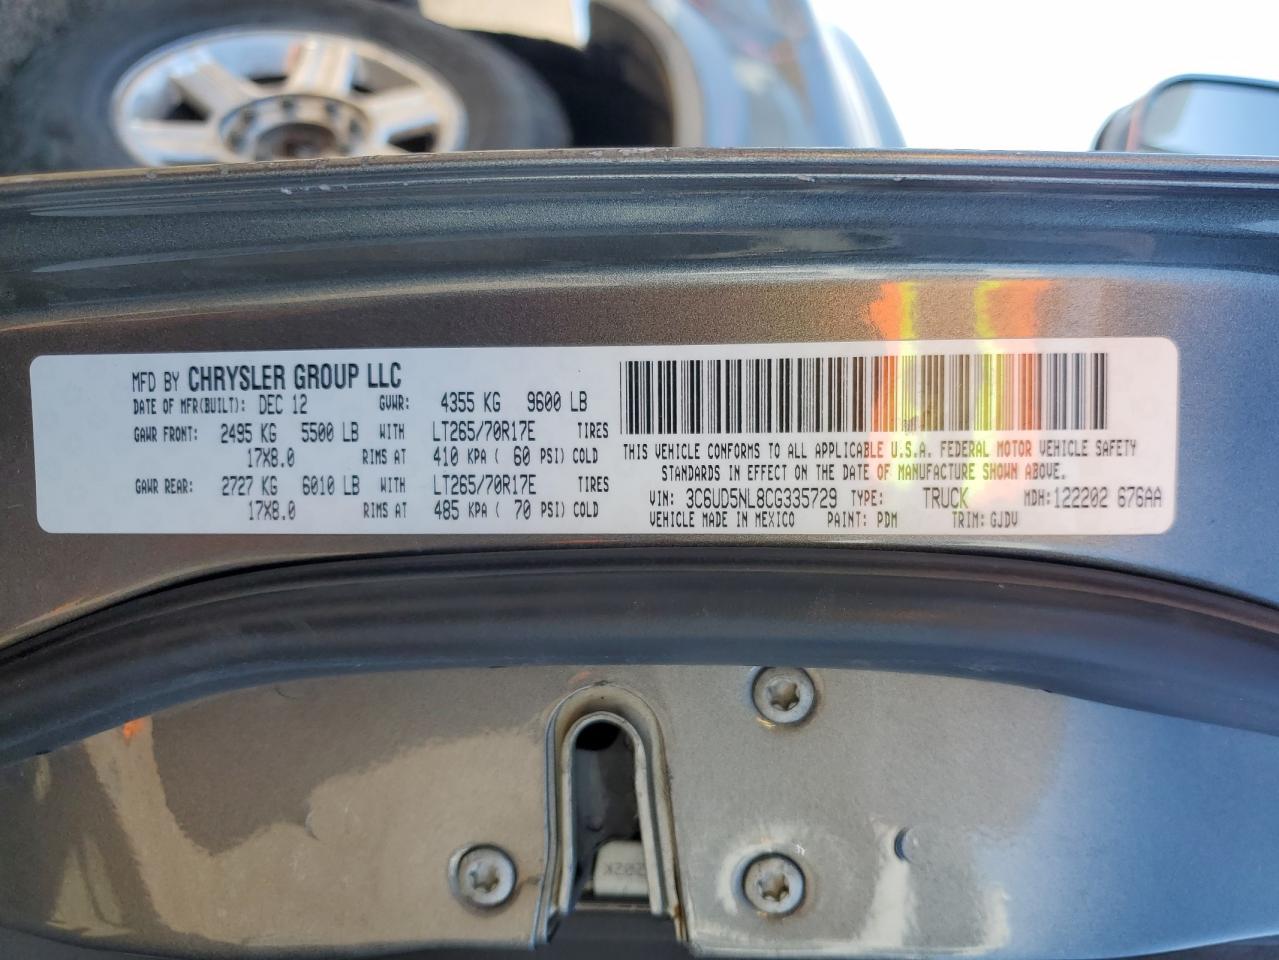 MFD BY CHRYSLER GROUP LLC
DATE OF MFR(BUILT): DEC 12 GVWR: 4355 KG 9600 LB
GAWR FRONT: 2495 KG 5500 LB WITH LT265/70R17E TIRES
17X8.0 RIMS AT 410 KPA ( 60 PSI) COLD
GAWR REAR: 2727 KG 6010 LB WITH LT265/70R17E TIRES
17X8.0 RIMS AT 485 KPA ( 70 PSI) COLD
THIS VEHICLE CONFORMS TO ALL APPLICABLE U.S.A. FEDERAL MOTOR VEHICLE SAFETY
STANDARDS IN EFFECT ON THE DATE OF MANUFACTURE SHOWN ABOVE.
VIN: 3C6UD5NL8CG335729 TYPE: TRUCK MDH: 122202 676AA
VEHICLE MADE IN MEXICO PAINT: PDM TRIM: GJDV